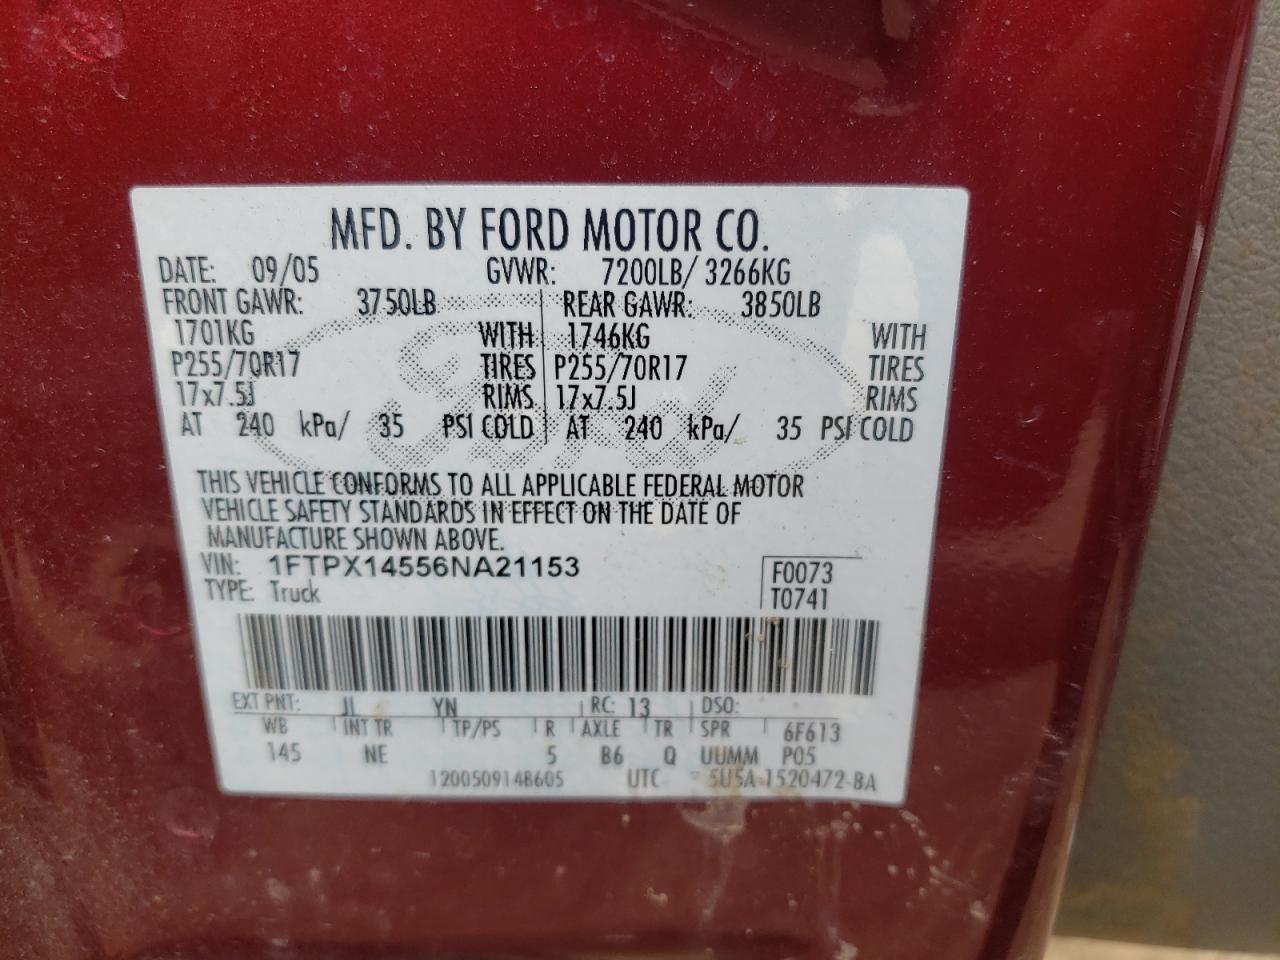 MFD. BY FORD MOTOR CO.
DATE: 09/05 GVWR: 7200LB/ 3266KG
FRONT GAWR: 3750LB REAR GAWR: 3850LB
1701KG WITH 1746KG WITH
P255/70R17 TIRES P255/70R17 TIRES
17x7.5J RIMS 17x7.5J RIMS
AT 240 kPa/ 35 PSI COLD AT 240 kPa/ 35 PSI COLD
THIS VEHICLE CONFORMS TO ALL APPLICABLE FEDERAL MOTOR
VEHICLE SAFETY STANDARDS IN EFFECT ON THE DATE OF
MANUFACTURE SHOWN ABOVE.
VIN: 1FTPX14556NA21153 F0073
TYPE: Truck T0741
EXT PNT: JL YN RC: 13 DSO:
WB INT TR TP/PS R AXLE TR SPR 6F613
145 NE 5 B6 Q UUMM P05
1200509148605 UTC 5U5A-1520472-BA